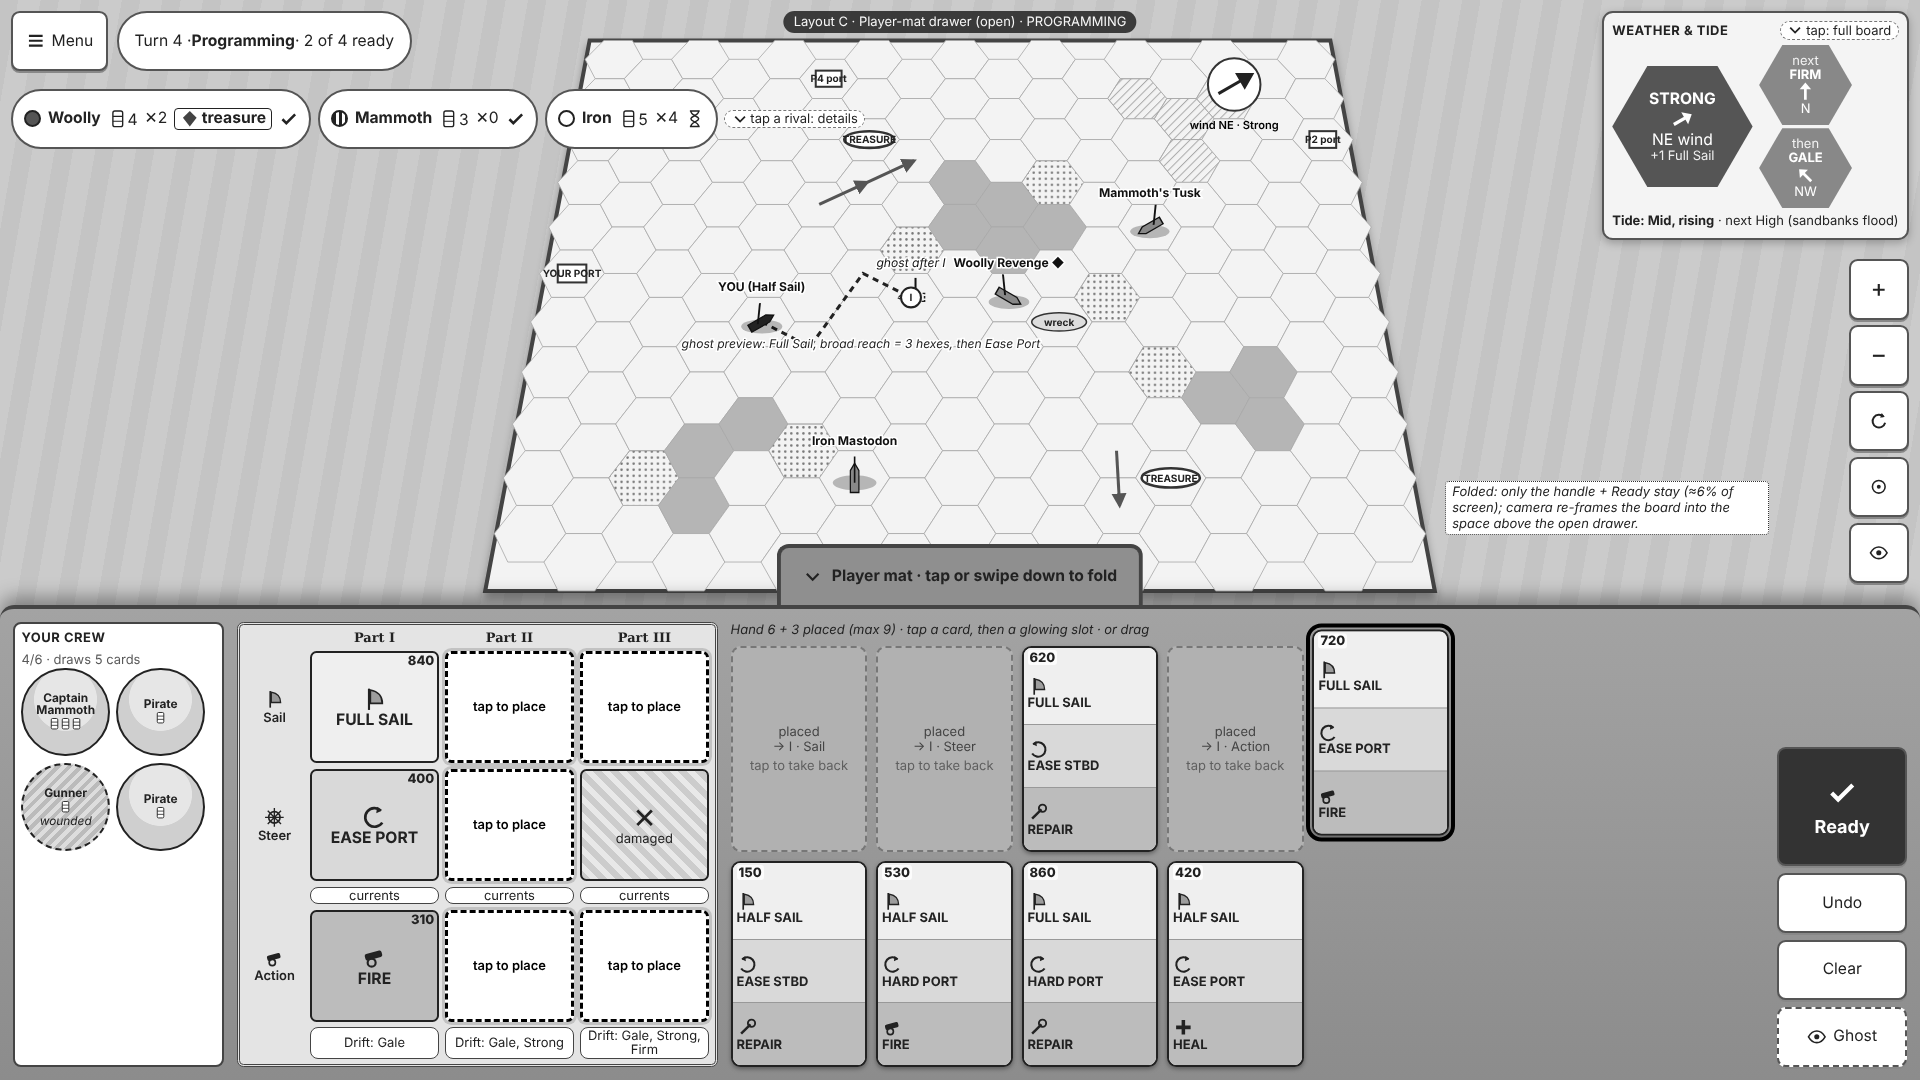 Layout C · Player-mat drawer (open) · PROGRAMMING
Menu
Turn 4 · Programming · 2 of 4 ready
Woolly 4 ×2 treasure
Mammoth 3 ×0
Iron 5 ×4
tap a rival: details
P4 port
TREASURE
wind NE · Strong
P2 port
Mammoth's Tusk
YOUR PORT
ghost after I
Woolly Revenge
YOU (Half Sail)
I
wreck
ghost preview: Full Sail; broad reach = 3 hexes, then Ease Port
Iron Mastodon
TREASURE
WEATHER & TIDE
tap: full board
STRONG
NE wind
+1 Full Sail
next
FIRM
N
then
GALE
NW
Tide: Mid, rising · next High (sandbanks flood)
+
−
Folded: only the handle + Ready stay (≈6% of
screen); camera re-frames the board into the
space above the open drawer.
Player mat · tap or swipe down to fold
YOUR CREW
4/6 · draws 5 cards
Captain
Mammoth
Pirate
Gunner
wounded
Pirate
Part I
Part II
Part III
Sail
840
FULL SAIL
tap to place
tap to place
Steer
400
EASE PORT
tap to place
damaged
currents
currents
currents
Action
310
FIRE
tap to place
tap to place
Drift: Gale
Drift: Gale, Strong
Drift: Gale, Strong,
Firm
Hand 6 + 3 placed (max 9) · tap a card, then a glowing slot · or drag
placed
→ I · Sail
tap to take back
placed
→ I · Steer
tap to take back
620
FULL SAIL
EASE STBD
REPAIR
placed
→ I · Action
tap to take back
720
FULL SAIL
EASE PORT
FIRE
150
HALF SAIL
EASE STBD
REPAIR
530
HALF SAIL
HARD PORT
FIRE
860
FULL SAIL
HARD PORT
REPAIR
420
HALF SAIL
EASE PORT
HEAL
Ready
Undo
Clear
Ghost